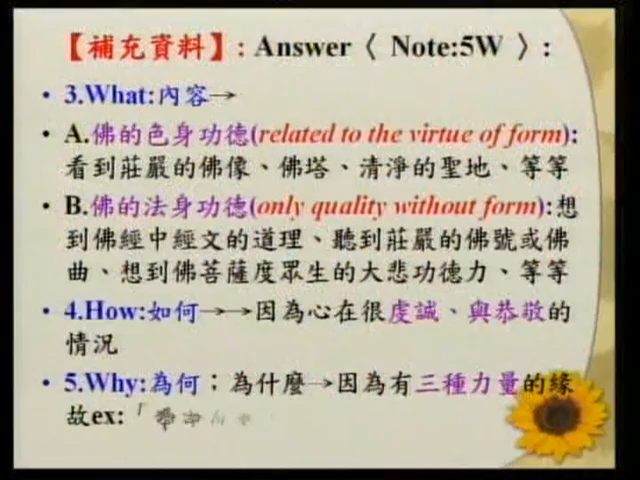 【補充資料】: Answer〈 Note:5W 〉:
• 3.What:內容→
• A.佛的色身功德(related to the virtue of form):
看到莊嚴的佛像、佛塔、清淨的聖地、等等
• B.佛的法身功德(only quality without form):想
到佛經中經文的道理、聽到莊嚴的佛號或佛
曲、想到佛菩薩度眾生的大悲功德力、等等
• 4.How:如何→→因為心在很虔誠、與恭敬的
情況
• 5.Why:為何；為什麼→因為有三種力量的緣
故ex:「